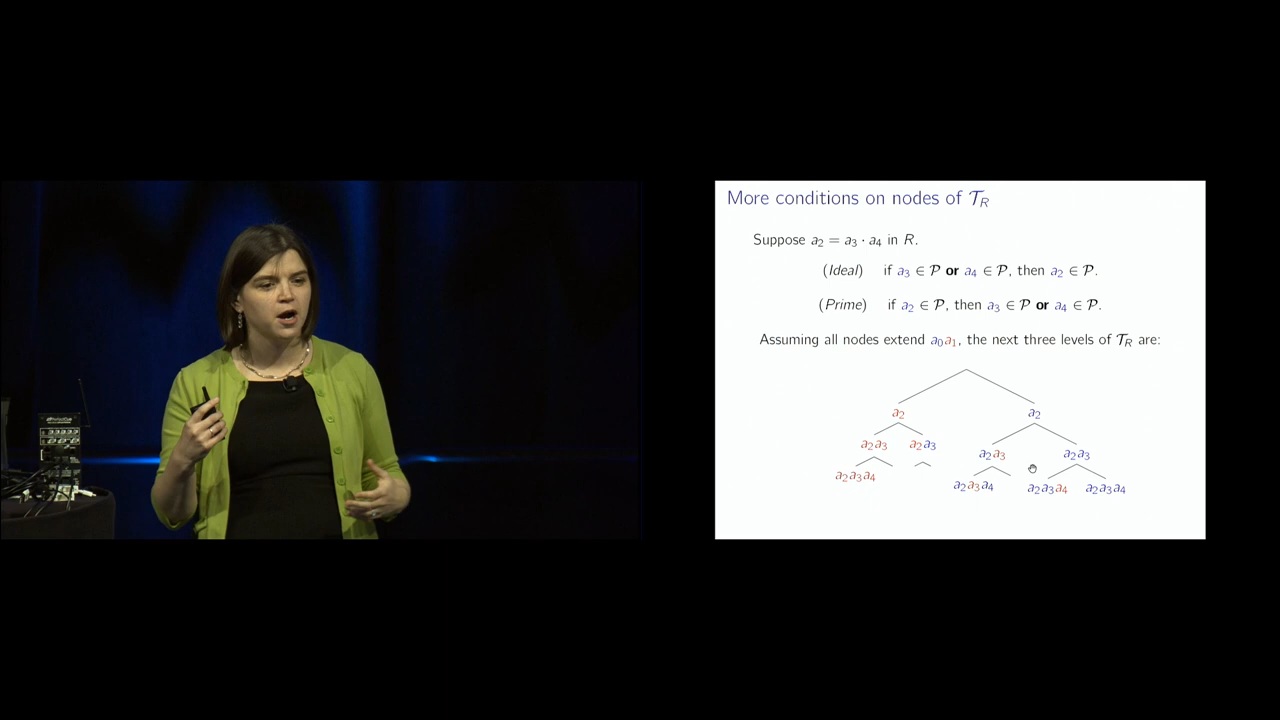 More conditions on nodes of 𝒯_R
Suppose a₂ = a₃ · a₄ in R.
(Ideal) if a₃ ∈ 𝒫 or a₄ ∈ 𝒫, then a₂ ∈ 𝒫.
(Prime) if a₂ ∈ 𝒫, then a₃ ∈ 𝒫 or a₄ ∈ 𝒫.
Assuming all nodes extend a₀a₁, the next three levels of 𝒯_R are:
a₂ a₂
a₂a₃ a₂a₃ a₂a₃ a₂a₃
a₂a₃a₄ a₂a₃a₄ a₂a₃a₄ a₂a₃a₄